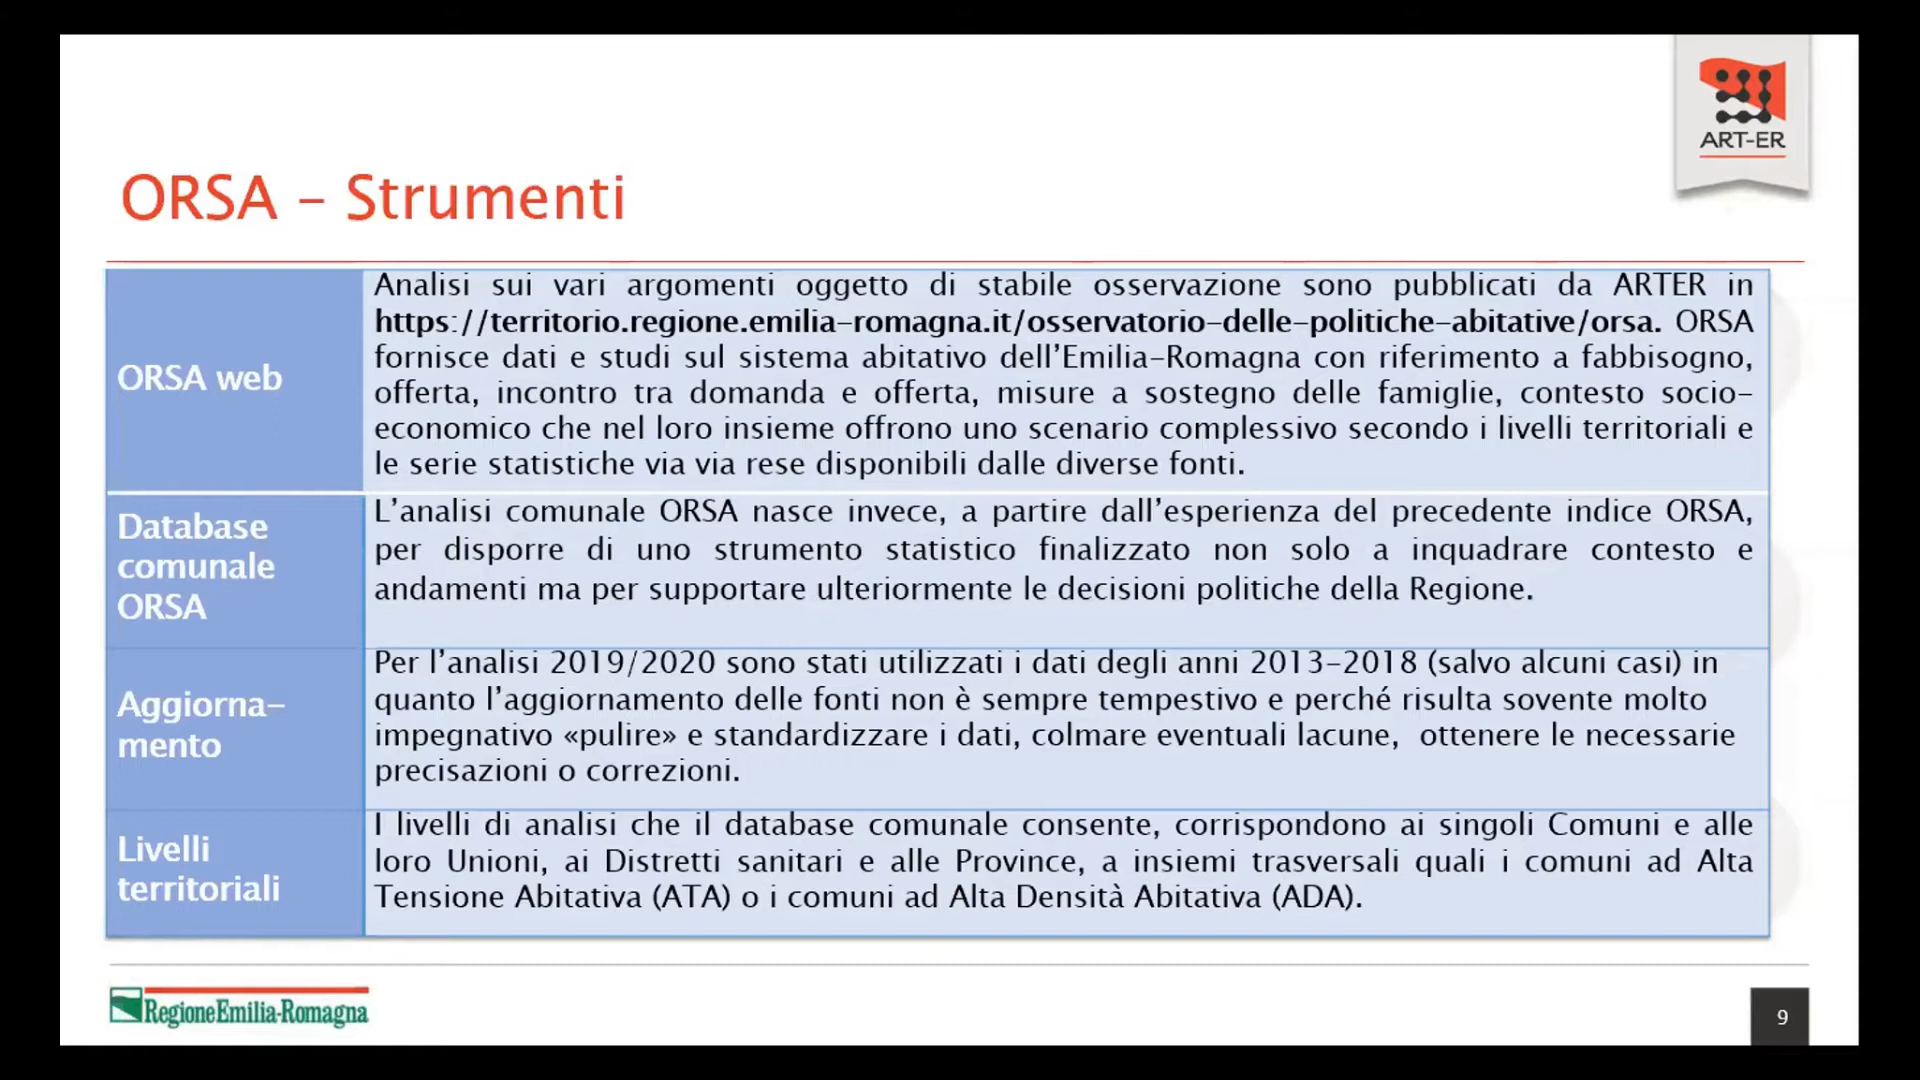 ART-ER
ORSA – Strumenti
ORSA web
Analisi sui vari argomenti oggetto di stabile osservazione sono pubblicati da ARTER in
https://territorio.regione.emilia-romagna.it/osservatorio-delle-politiche-abitative/orsa. ORSA
fornisce dati e studi sul sistema abitativo dell’Emilia-Romagna con riferimento a fabbisogno,
offerta, incontro tra domanda e offerta, misure a sostegno delle famiglie, contesto socio-
economico che nel loro insieme offrono uno scenario complessivo secondo i livelli territoriali e
le serie statistiche via via rese disponibili dalle diverse fonti.
Database
comunale
ORSA
L’analisi comunale ORSA nasce invece, a partire dall’esperienza del precedente indice ORSA,
per disporre di uno strumento statistico finalizzato non solo a inquadrare contesto e
andamenti ma per supportare ulteriormente le decisioni politiche della Regione.
Aggiorna-
mento
Per l’analisi 2019/2020 sono stati utilizzati i dati degli anni 2013-2018 (salvo alcuni casi) in
quanto l’aggiornamento delle fonti non è sempre tempestivo e perché risulta sovente molto
impegnativo «pulire» e standardizzare i dati, colmare eventuali lacune, ottenere le necessarie
precisazioni o correzioni.
Livelli
territoriali
I livelli di analisi che il database comunale consente, corrispondono ai singoli Comuni e alle
loro Unioni, ai Distretti sanitari e alle Province, a insiemi trasversali quali i comuni ad Alta
Tensione Abitativa (ATA) o i comuni ad Alta Densità Abitativa (ADA).
RegioneEmilia-Romagna
9